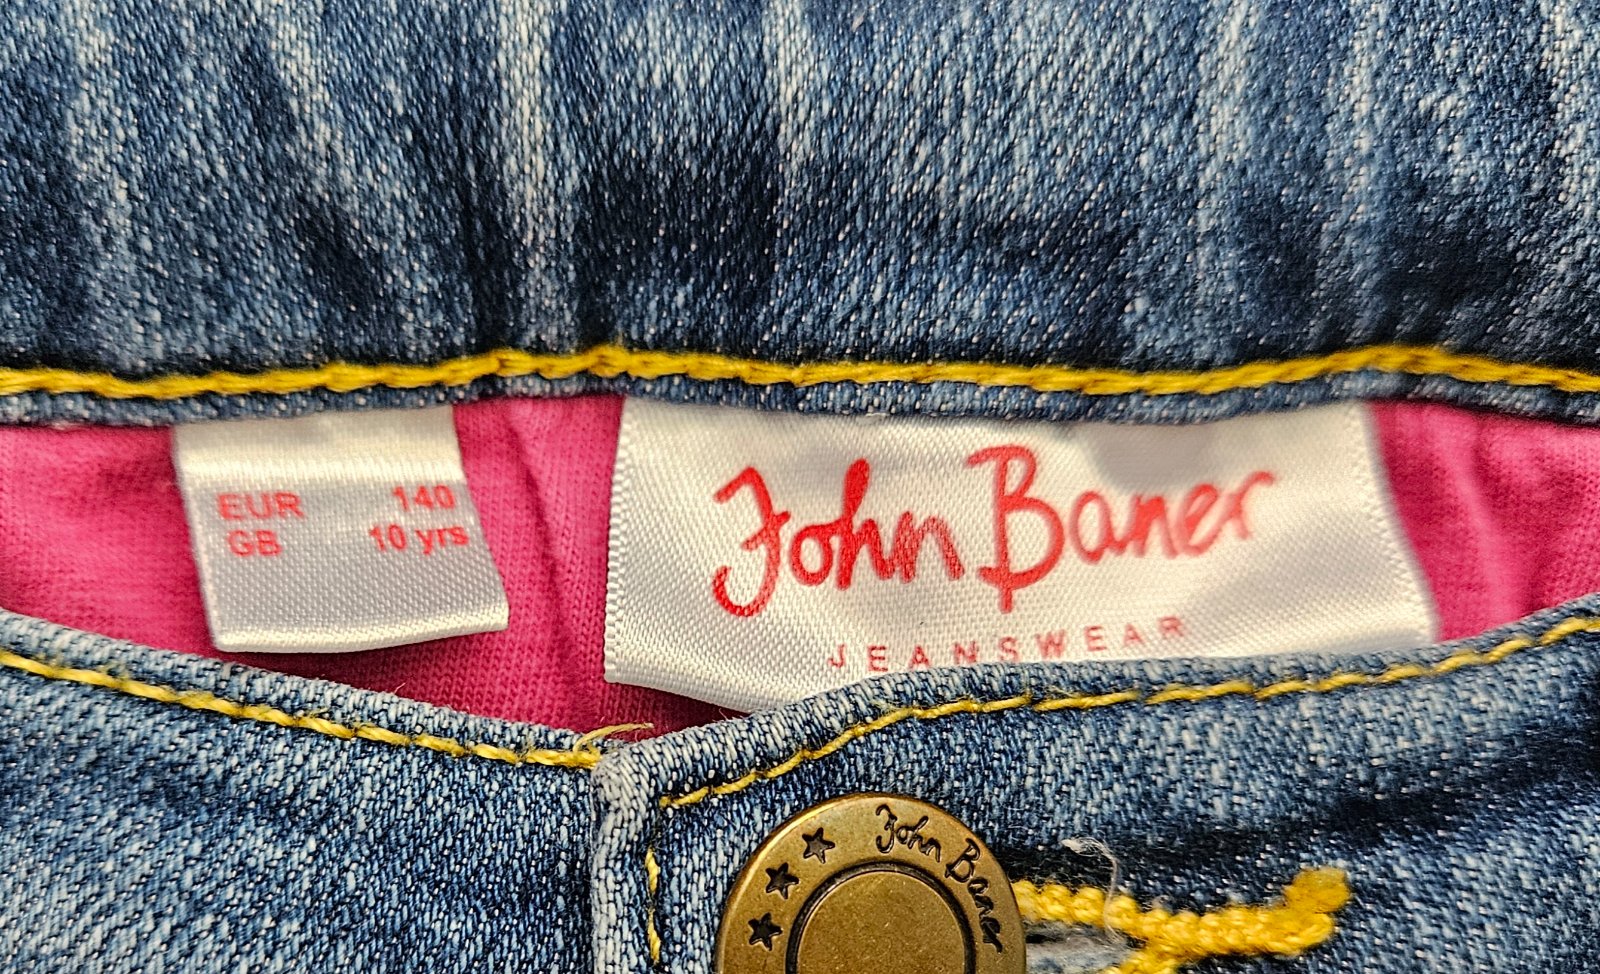 EUR 140
GB 10 yrs
John Baner
JEANSWEAR
John Baner